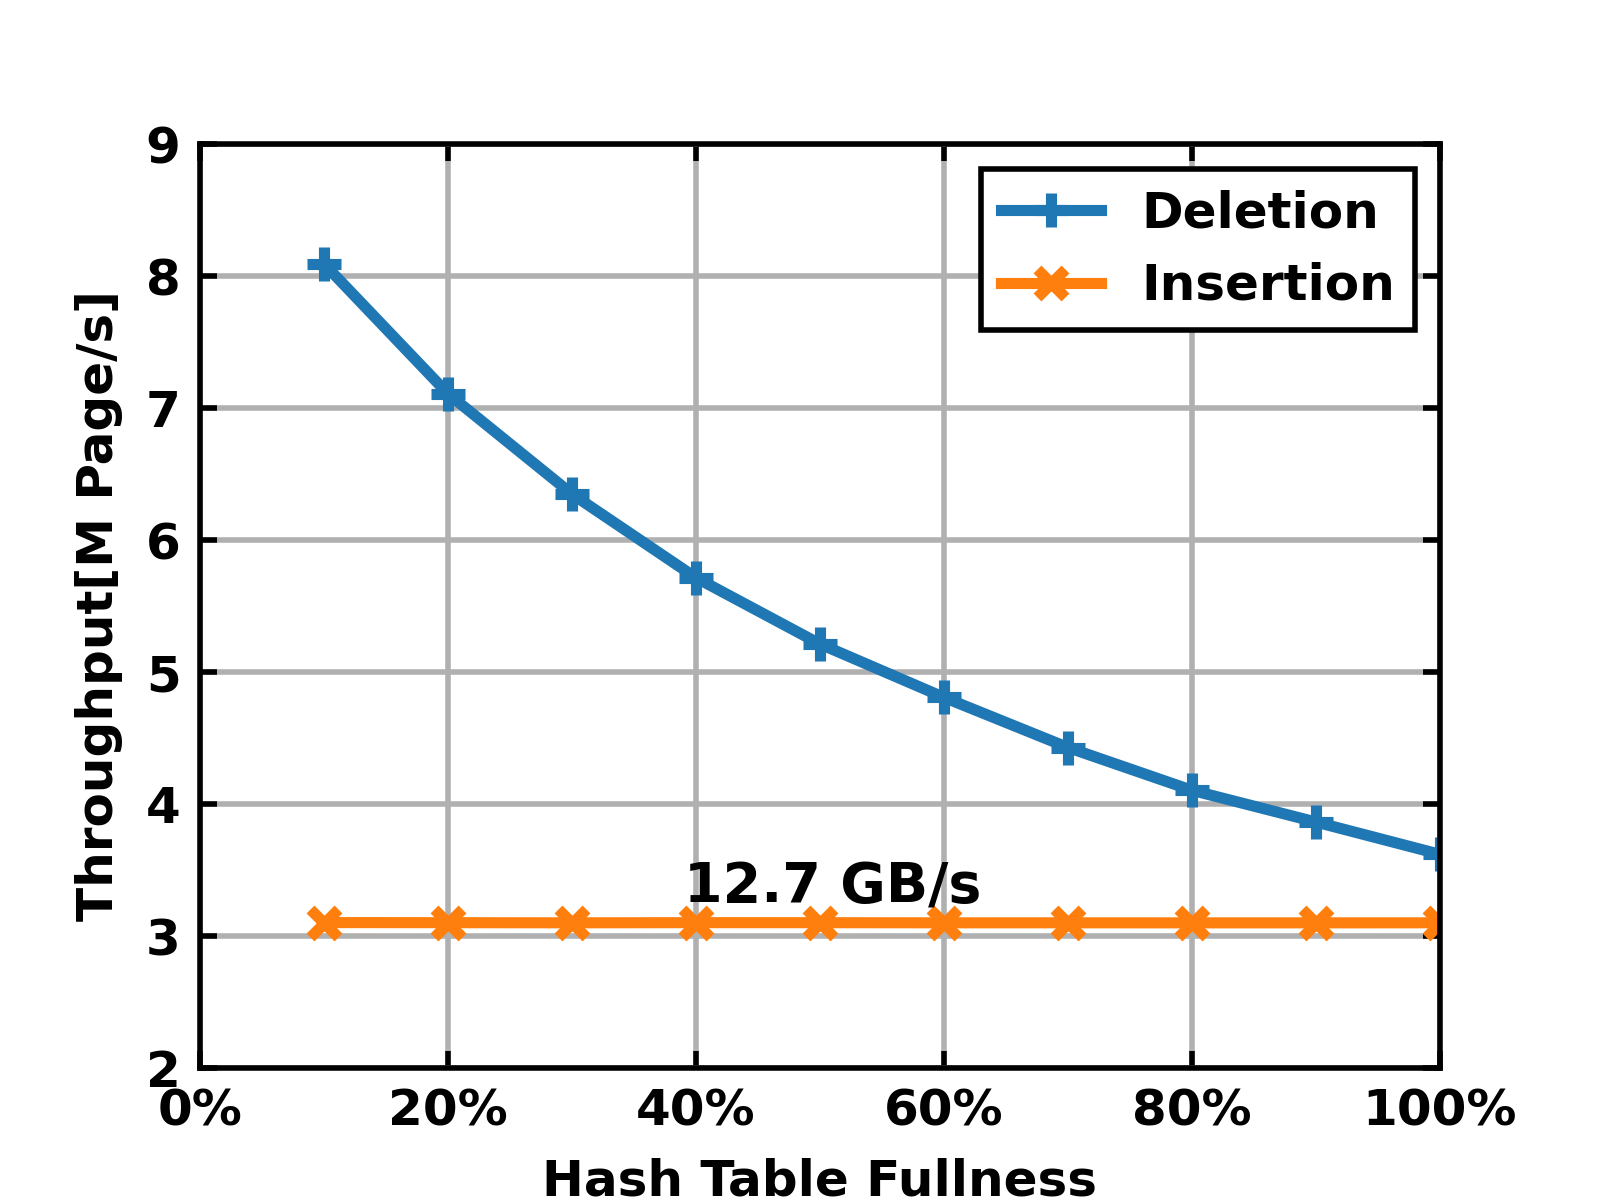 9
8
7
6
5
4
3
2
Throughput[M Page/s]
Deletion
Insertion
12.7 GB/s
0% 20% 40% 60% 80% 100%
Hash Table Fullness